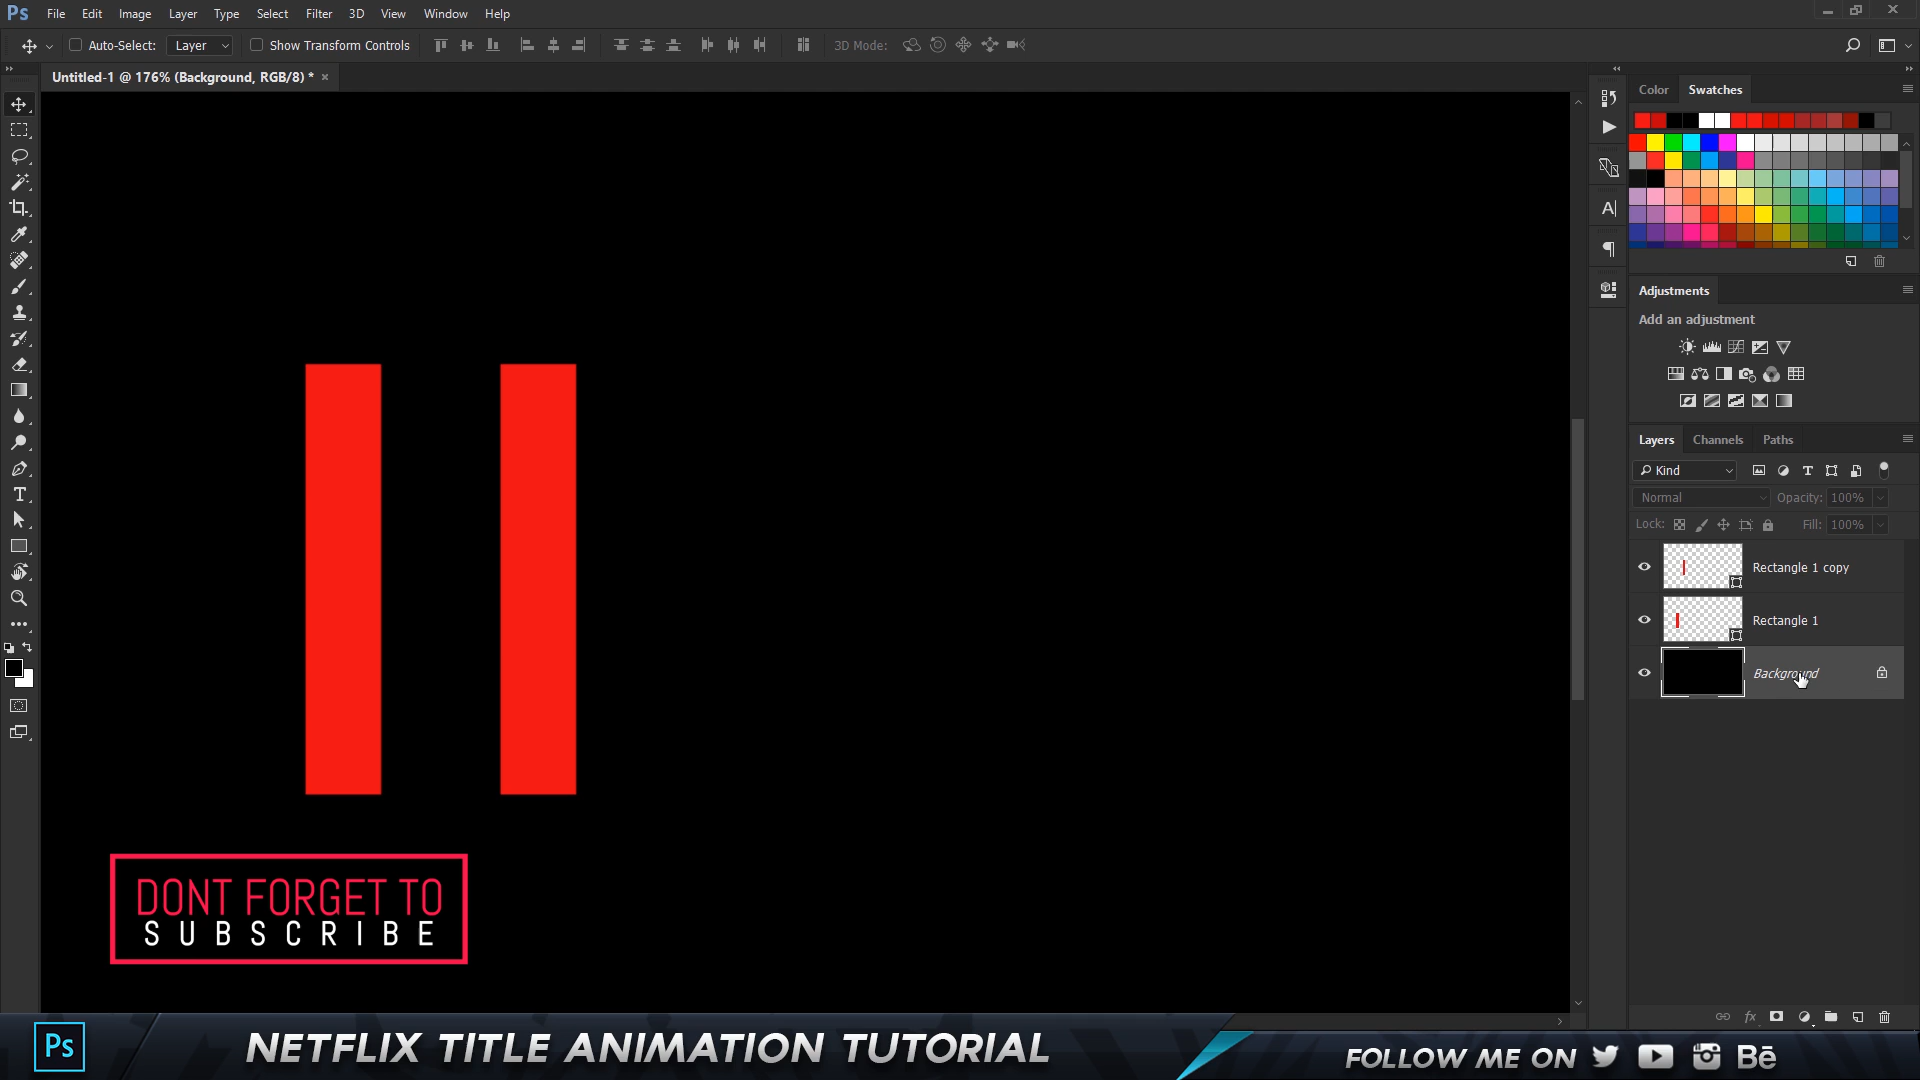 Ps File Edit Image Layer Type Select Filter 3D View Window Help
Auto-Select: Layer Show Transform Controls 3D Mode:
Untitled-1 @ 176% (Background, RGB/8) *
Color Swatches
Adjustments
Add an adjustment
Layers Channels Paths
Kind
Normal Opacity: 100%
Lock: Fill: 100%
Rectangle 1 copy
Rectangle 1
Background
DONT FORGET TO
SUBSCRIBE
Ps NETFLIX TITLE ANIMATION TUTORIAL FOLLOW ME ON Bē